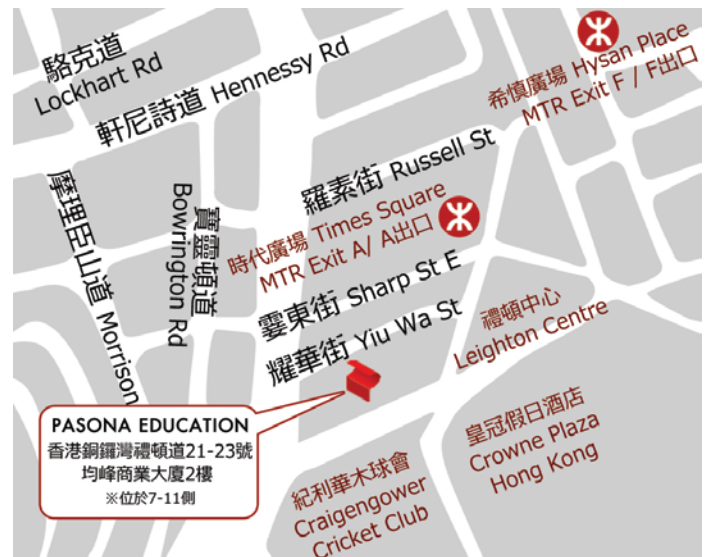 駱克道
Lockhart Rd
軒尼詩道 Hennessy Rd
希慎廣場 Hysan Place
MTR Exit F / F出口
摩理臣山道 Morrison
寶靈頓道
Bowrington Rd
羅素街 Russell St
時代廣場 Times Square
MTR Exit A/ A出口
霎東街 Sharp St E
耀華街 Yiu Wa St
禮頓中心
Leighton Centre
PASONA EDUCATION
香港銅鑼灣禮頓道21-23號
均峰商業大廈2樓
※位於7-11側
皇冠假日酒店
Crowne Plaza
Hong Kong
紀利華木球會
Craigengower
Cricket Club